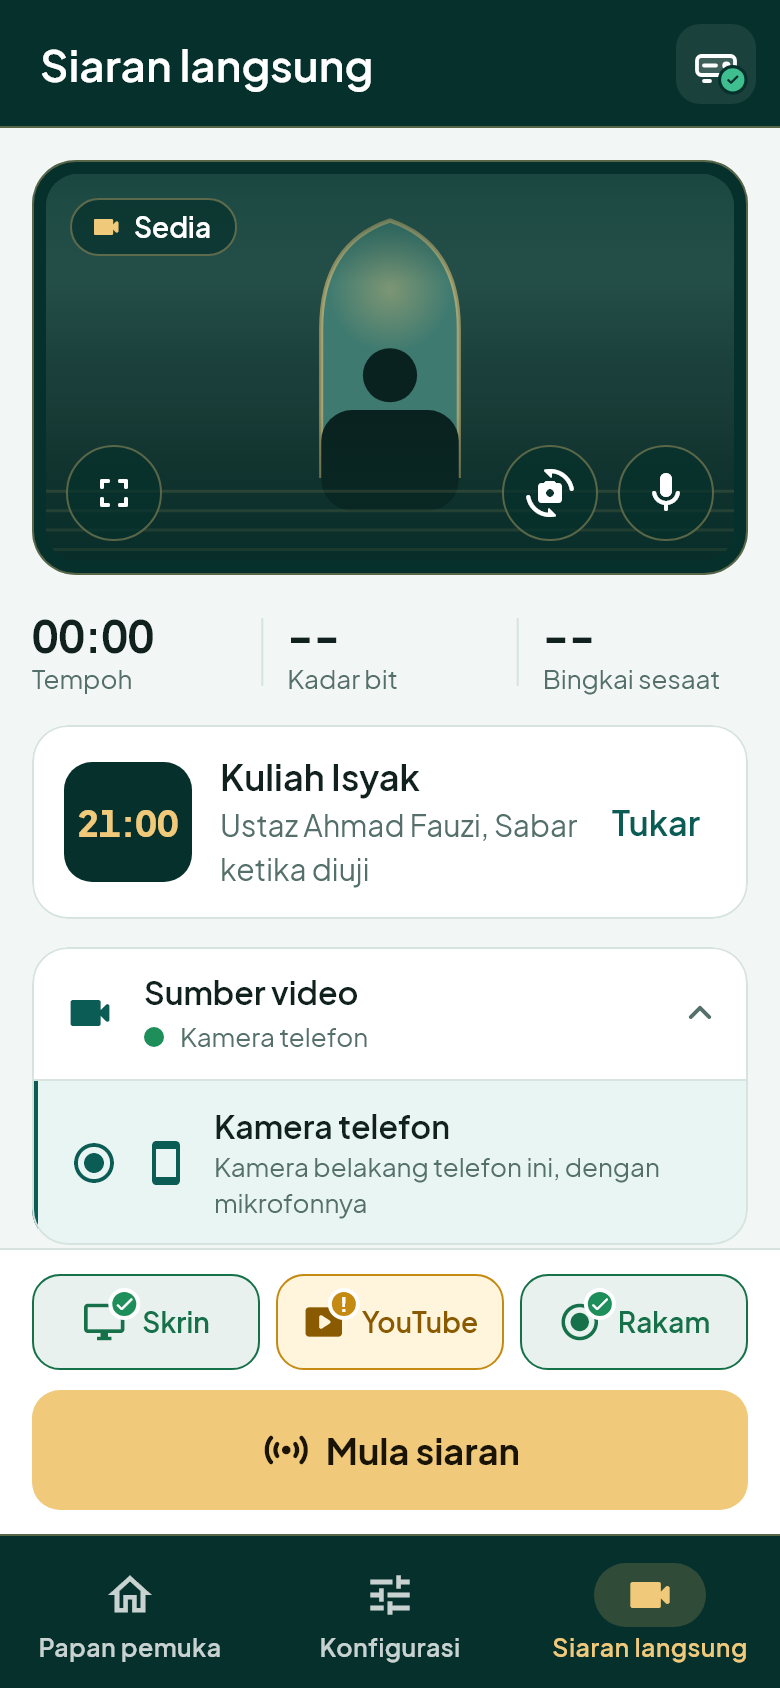 Siaran langsung
Sedia
00:00
Tempoh
--
Kadar bit
--
Bingkai sesaat
21:00
Kuliah Isyak
Ustaz Ahmad Fauzi, Sabar
ketika diuji
Tukar
Sumber video
Kamera telefon
Kamera telefon
Kamera belakang telefon ini, dengan
mikrofonnya
Skrin
YouTube
Rakam
Mula siaran
Papan pemuka
Konfigurasi
Siaran langsung